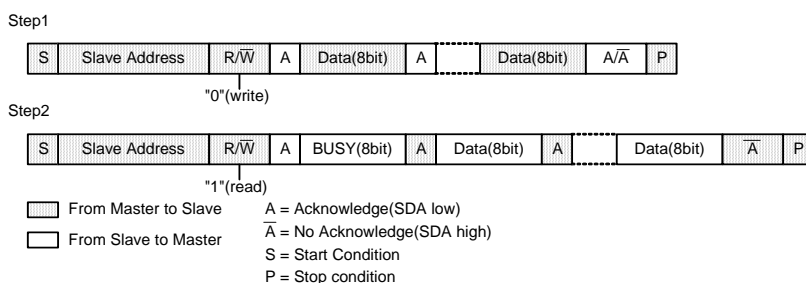 Step1
S Slave Address R/W̅ A Data(8bit) A Data(8bit) A/A̅ P
"0"(write)
Step2
S Slave Address R/W̅ A BUSY(8bit) A Data(8bit) A Data(8bit) A̅ P
"1"(read)
From Master to Slave A = Acknowledge(SDA low)
From Slave to Master A̅ = No Acknowledge(SDA high)
S = Start Condition
P = Stop condition